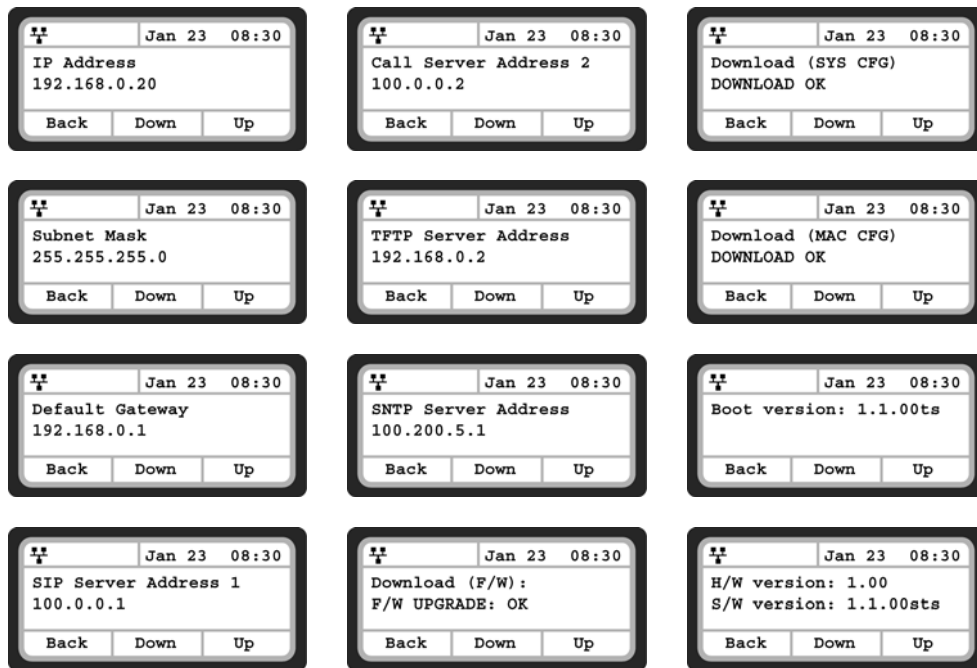 Jan 23 08:30
IP Address
192.168.0.20
Back Down Up
Jan 23 08:30
Subnet Mask
255.255.255.0
Back Down Up
Jan 23 08:30
Default Gateway
192.168.0.1
Back Down Up
Jan 23 08:30
SIP Server Address 1
100.0.0.1
Back Down Up
Jan 23 08:30
Call Server Address 2
100.0.0.2
Back Down Up
Jan 23 08:30
TFTP Server Address
192.168.0.2
Back Down Up
Jan 23 08:30
SNTP Server Address
100.200.5.1
Back Down Up
Jan 23 08:30
Download (F/W):
F/W UPGRADE: OK
Back Down Up
Jan 23 08:30
Download (SYS CFG)
DOWNLOAD OK
Back Down Up
Jan 23 08:30
Download (MAC CFG)
DOWNLOAD OK
Back Down Up
Jan 23 08:30
Boot version: 1.1.00ts
Back Down Up
Jan 23 08:30
H/W version: 1.00
S/W version: 1.1.00sts
Back Down Up